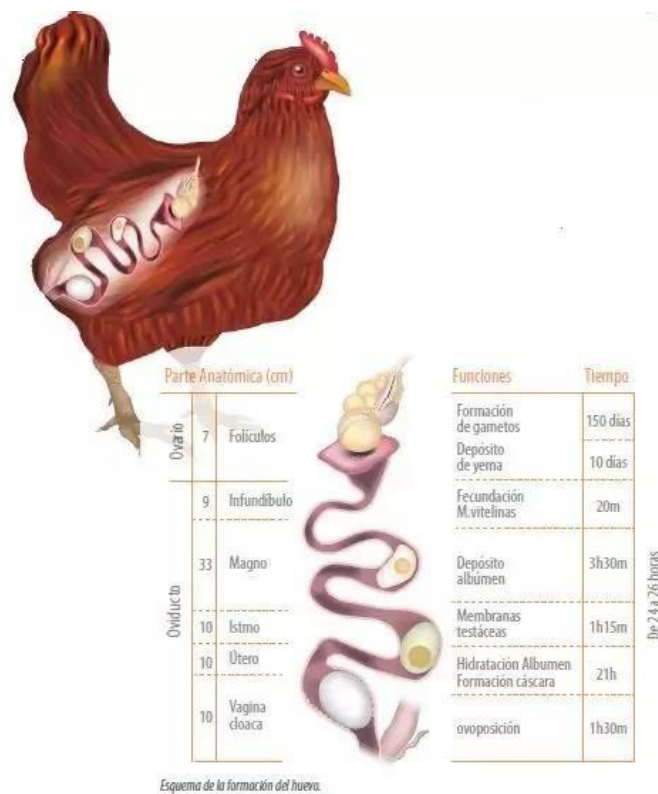 Parte Anatómica (cm)
Funciones
Tiempo
Ovario
7
Folículos
Formación
de gametos
150 días
Depósito
de yema
10 días
Oviducto
9
Infundíbulo
Fecundación
M.vitelinas
20m
33
Magno
Depósito
albúmen
3h30m
10
Istmo
Membranas
testáceas
1h15m
10
Útero
Hidratación Albumen
Formación cáscara
21h
10
Vagina
cloaca
ovoposición
1h30m
De 24 a 26 horas
Esquema de la formación del huevo.